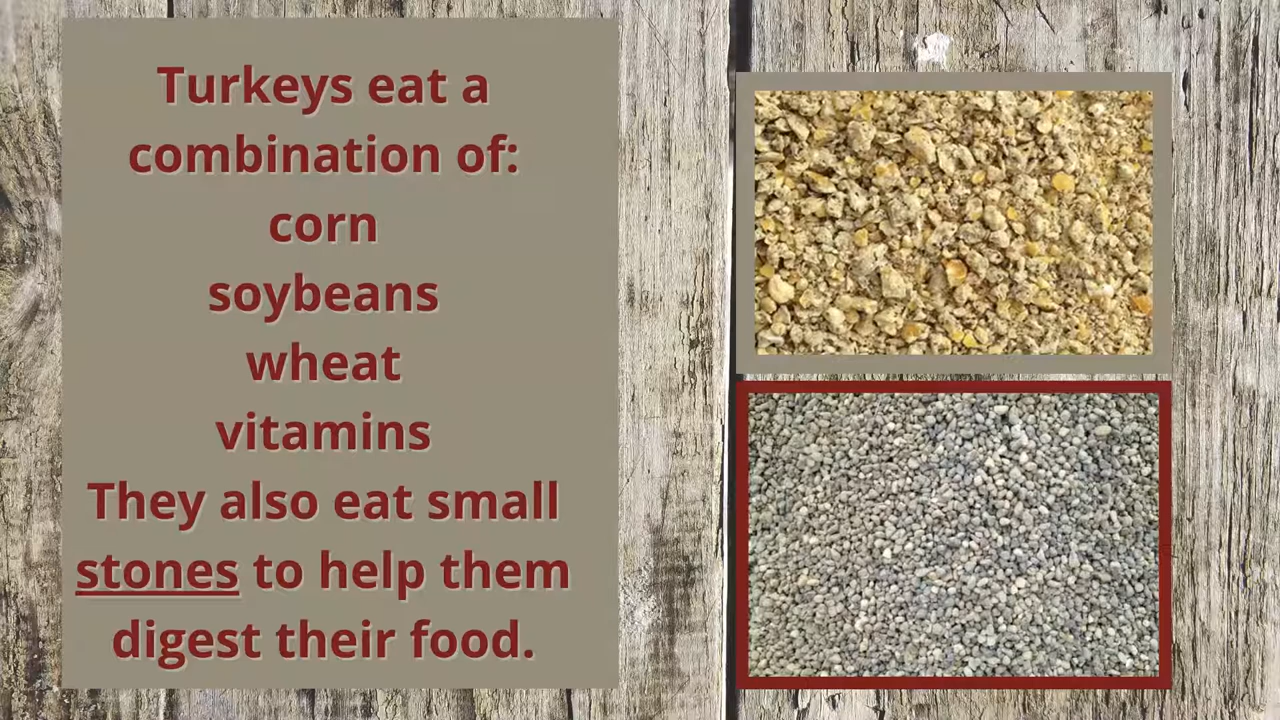 Turkeys eat a
combination of:
corn
soybeans
wheat
vitamins
They also eat small
stones to help them
digest their food.